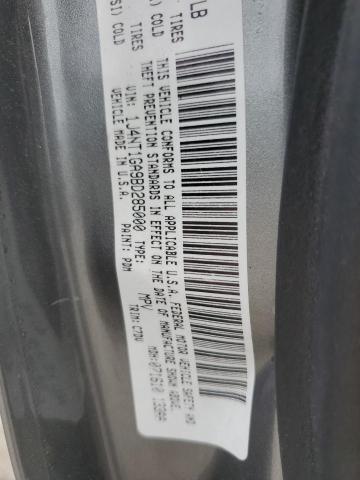 LB
SI) COLD TIRES
) COLD TIRES
THIS VEHICLE CONFORMS TO ALL APPLICABLE U.S.A. FEDERAL MOTOR VEHICLE SAFETY AND
THEFT PREVENTION STANDARDS IN EFFECT ON THE DATE OF MANUFACTURE SHOWN ABOVE.
VIN: 1J4NT1GA9BD285000 TYPE: MPV
VEHICLE MADE IN U.S.A. PAINT: PDM TRIM: C7DV